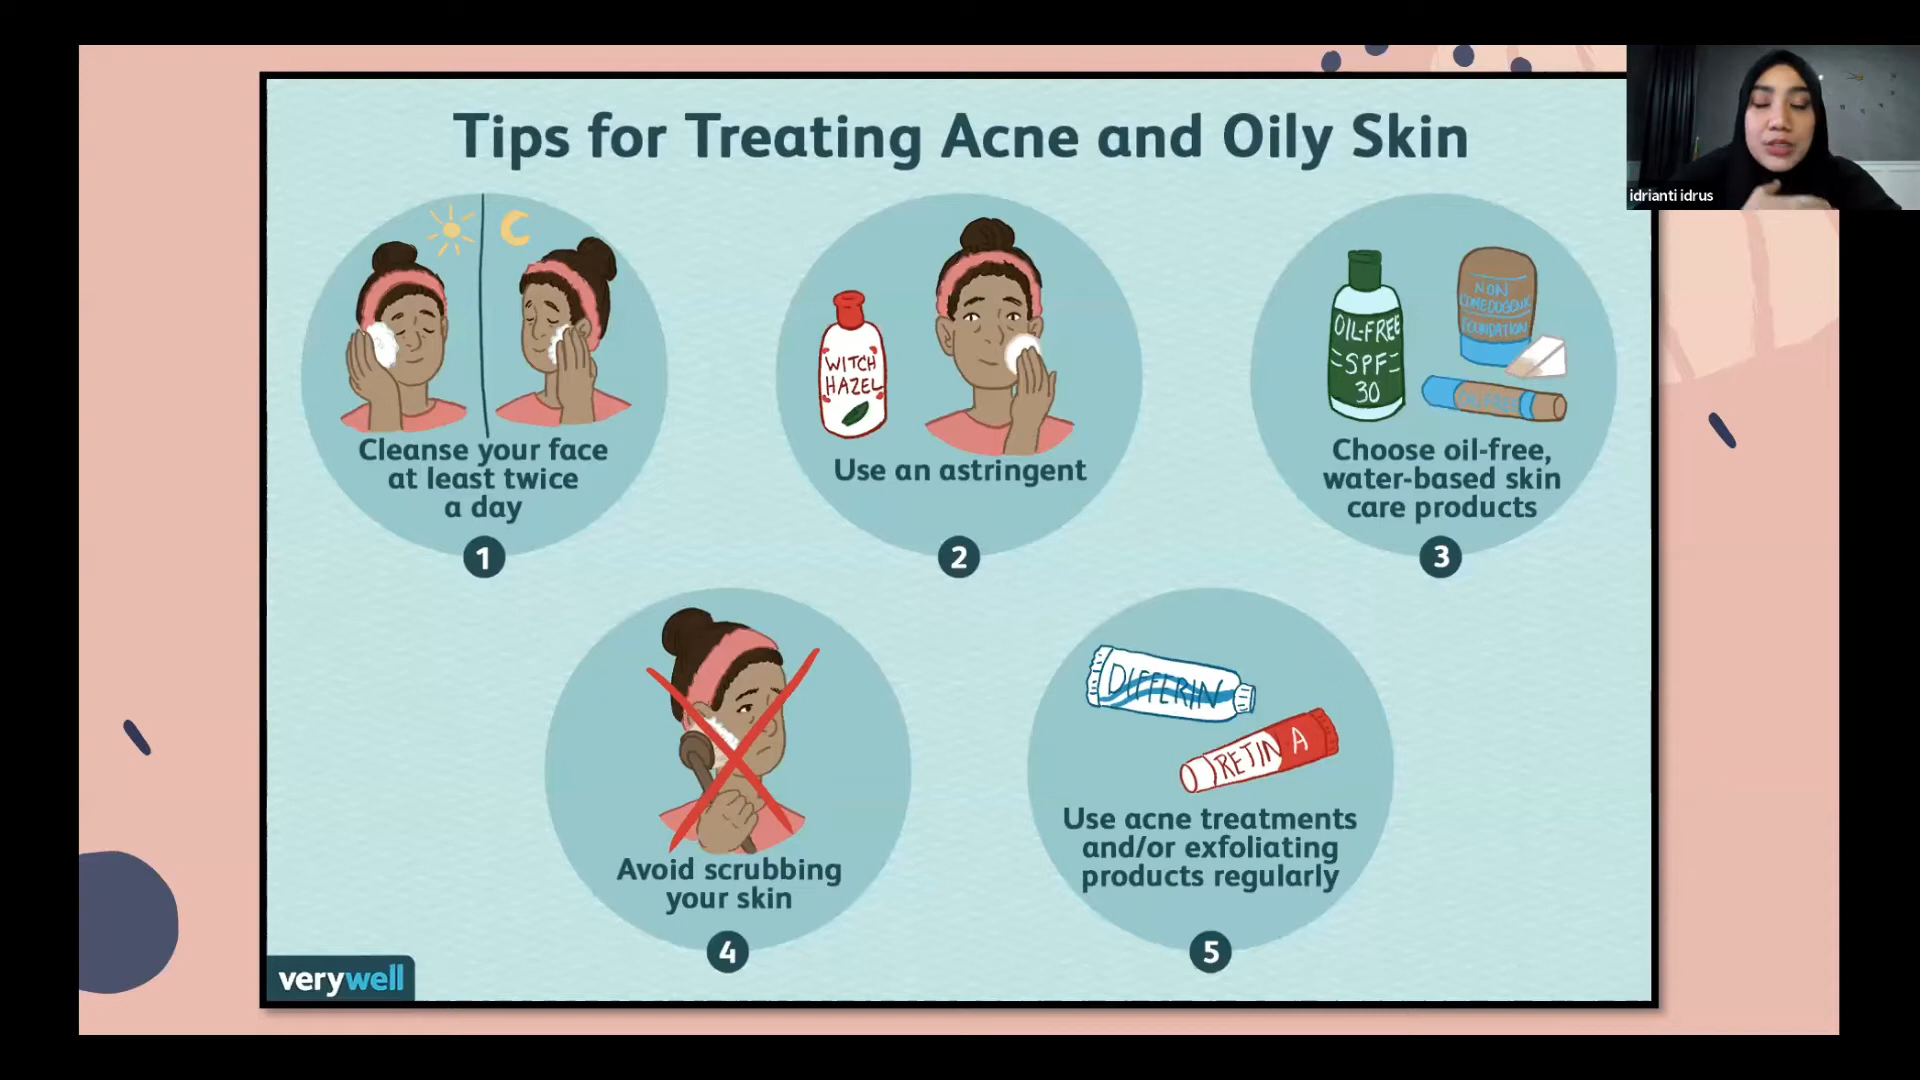 Tips for Treating Acne and Oily Skin
idrianti idrus
WITCH
HAZEL
OIL-FREE
SPF
30
NON
COMEDOGENIC
FOUNDATION
OIL-FREE
Cleanse your face
at least twice
a day
1
Use an astringent
2
Choose oil-free,
water-based skin
care products
3
Avoid scrubbing
your skin
4
DIFFERIN
RETIN A
Use acne treatments
and/or exfoliating
products regularly
5
verywell